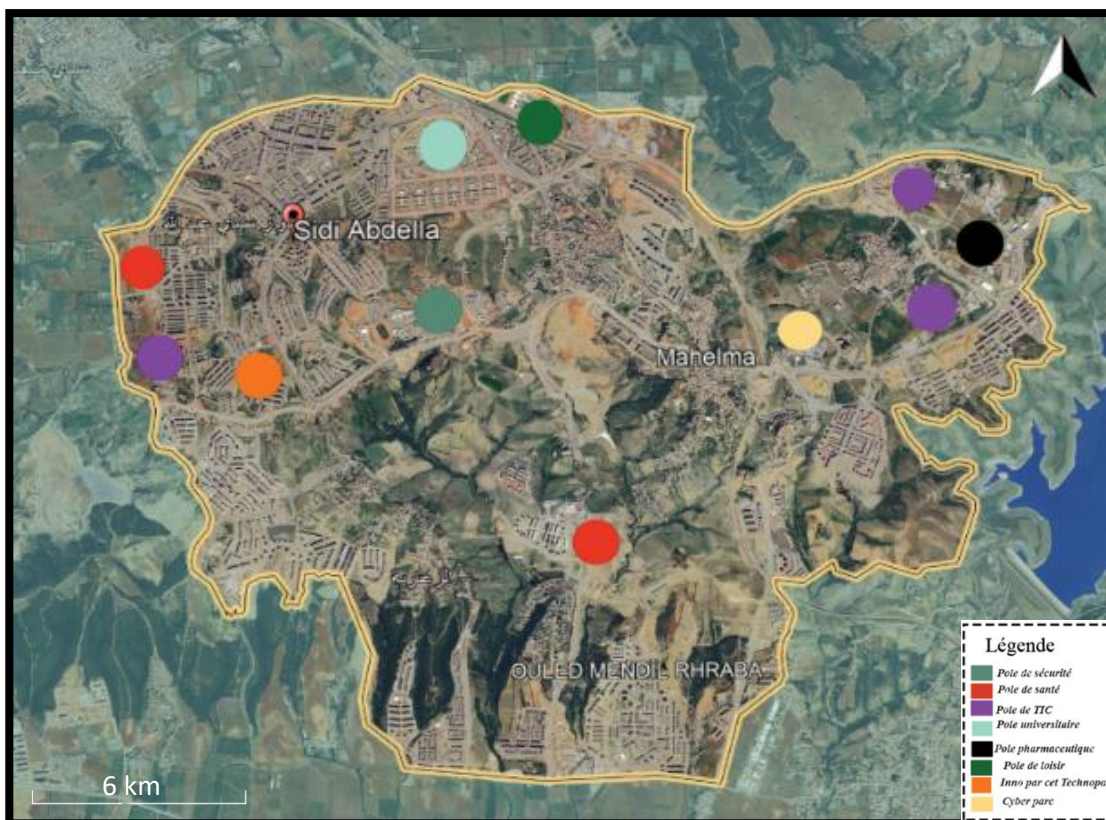 Sidi Abdella
Mahelma
OULED MENDIL RHRABA
6 km
Légende
Pole de sécurité
Pole de santé
Pole de TIC
Pole universitaire
Pole pharmaceutique
Pole de loisir
Inno par cet Technopa
Cyber parc